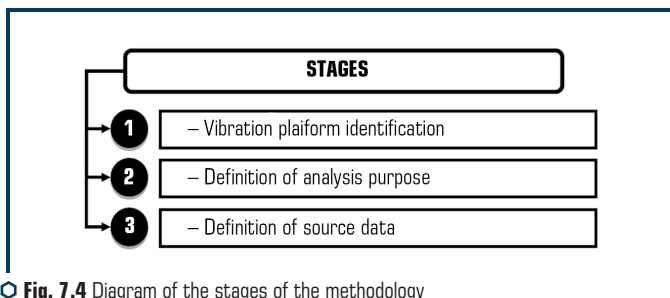 STAGES
1 – Vibration plaiform identification
2 – Definition of analysis purpose
3 – Definition of source data
Fig. 7.4 Diagram of the stages of the methodology